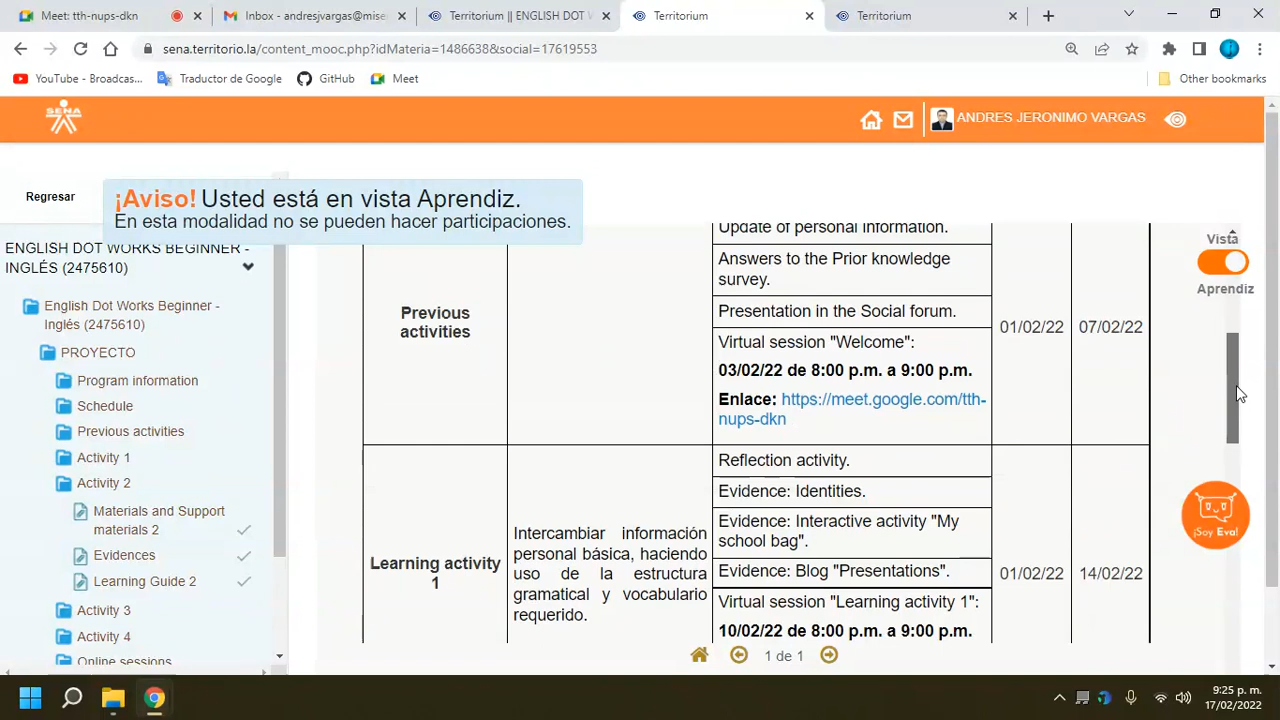 Meet: tth-nups-dkn
Inbox - andresjvargas@mise
Territorium || ENGLISH DOT W
Territorium
Territorium
sena.territorio.la/content_mooc.php?idMateria=1486638&social=17619553
YouTube - Broadcas...
Traductor de Google
GitHub
Meet
Other bookmarks
SENA
ANDRES JERONIMO VARGAS
Regresar
¡Aviso! Usted está en vista Aprendiz.
En esta modalidad no se pueden hacer participaciones.
ENGLISH DOT WORKS BEGINNER -
INGLÉS (2475610)
English Dot Works Beginner -
Inglés (2475610)
PROYECTO
Program information
Schedule
Previous activities
Activity 1
Activity 2
Materials and Support
materials 2
Evidences
Learning Guide 2
Activity 3
Activity 4
Online sessions
Previous
activities
Update of personal information.
Answers to the Prior knowledge
survey.
Presentation in the Social forum.
Virtual session "Welcome":
03/02/22 de 8:00 p.m. a 9:00 p.m.
Enlace: https://meet.google.com/tth-
nups-dkn
01/02/22
07/02/22
Learning activity
1
Intercambiar información
personal básica, haciendo
uso de la estructura
gramatical y vocabulario
requerido.
Reflection activity.
Evidence: Identities.
Evidence: Interactive activity "My
school bag".
Evidence: Blog "Presentations".
Virtual session "Learning activity 1":
10/02/22 de 8:00 p.m. a 9:00 p.m.
01/02/22
14/02/22
1 de 1
Vista
Aprendiz
¡Soy Eva!
9:25 p. m.
17/02/2022